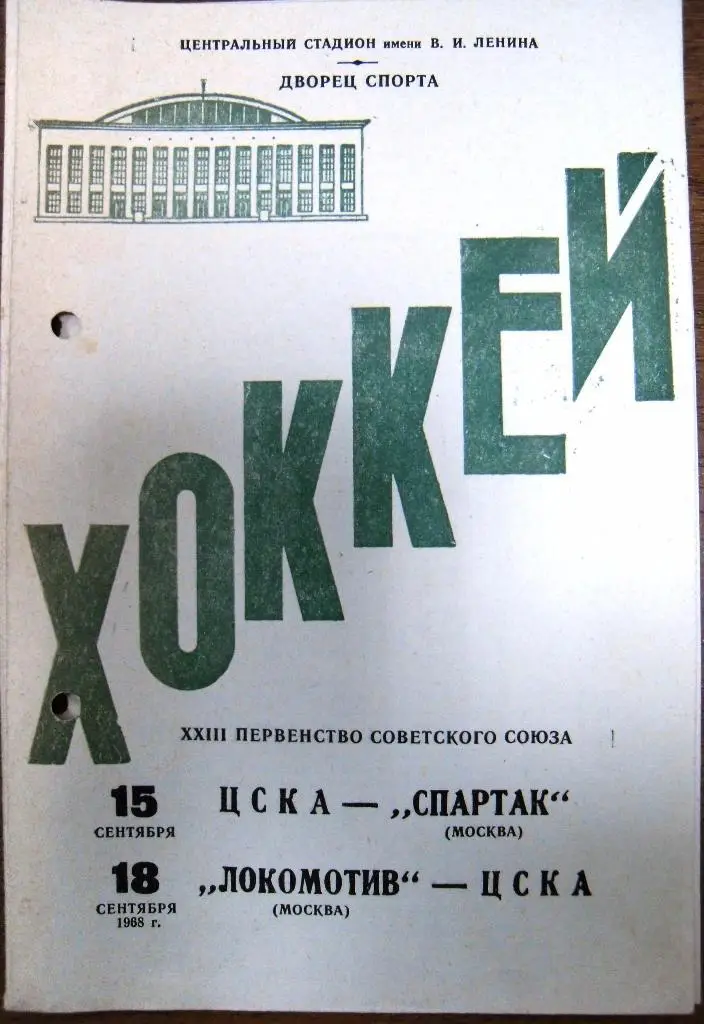 ЦЕНТРАЛЬНЫЙ СТАДИОН имени В. И. ЛЕНИНА
ДВОРЕЦ СПОРТА
ХОККЕЙ
XXIII ПЕРВЕНСТВО СОВЕТСКОГО СОЮЗА
15 ЦСКА — „СПАРТАК“
СЕНТЯБРЯ (МОСКВА)
18 „ЛОКОМОТИВ“ — ЦСКА
СЕНТЯБРЯ (МОСКВА)
1968 г.